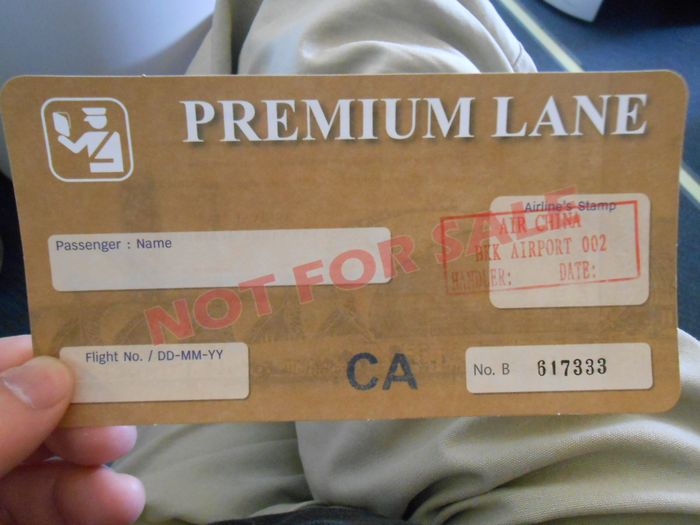 PREMIUM LANE
Airline's Stamp
AIR CHINA
BKK AIRPORT 002
HANDLER: DATE:
Passenger : Name
NOT FOR SALE
Flight No. / DD-MM-YY
CA
No. B 617333